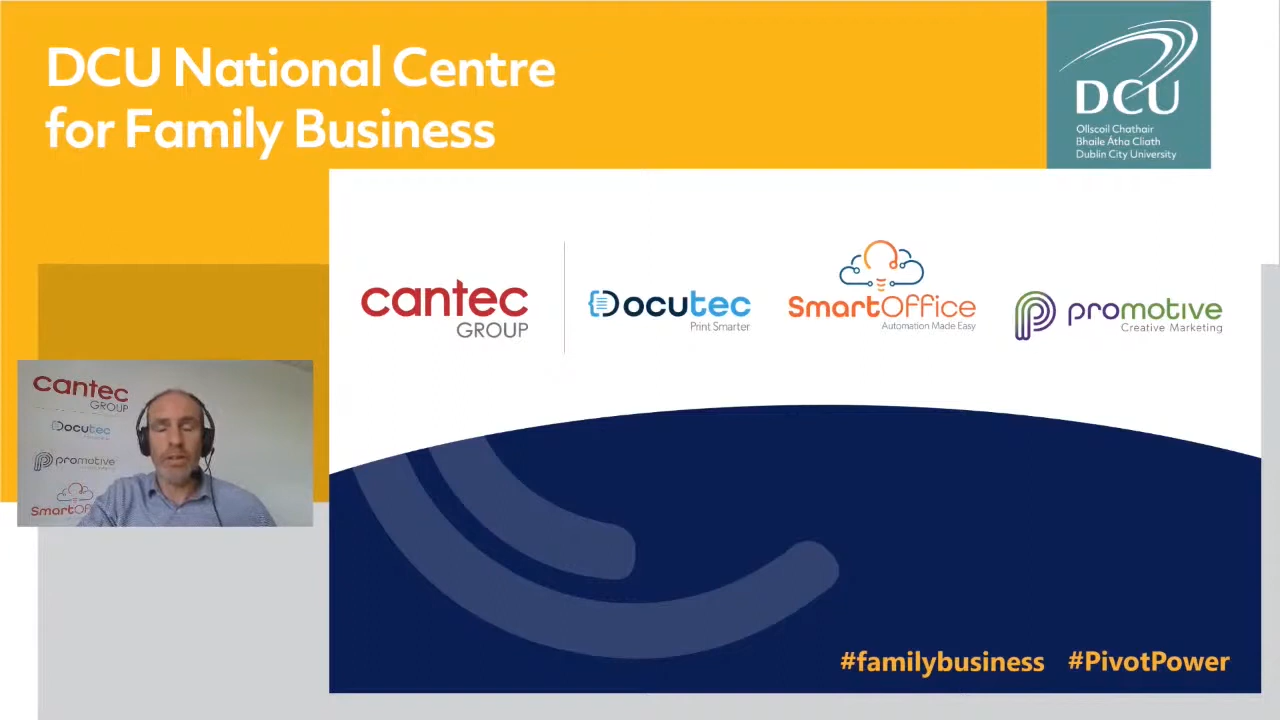 DCU National Centre
for Family Business
DCU
Ollscoil Chathair
Bhaile Átha Cliath
Dublin City University
cantec
GROUP
Docutec
Print Smarter
SmartOffice
Automation Made Easy
promotive
Creative Marketing
cantec
GROUP
Docutec
promotive
SmartOf
#familybusiness #PivotPower